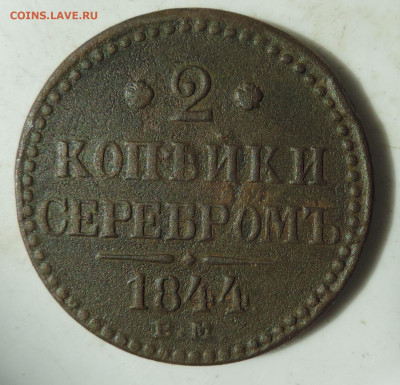 COINS.LAVE.RU
2
КОПѢЙКИ
СЕРЕБРОМЪ
1844
Е М